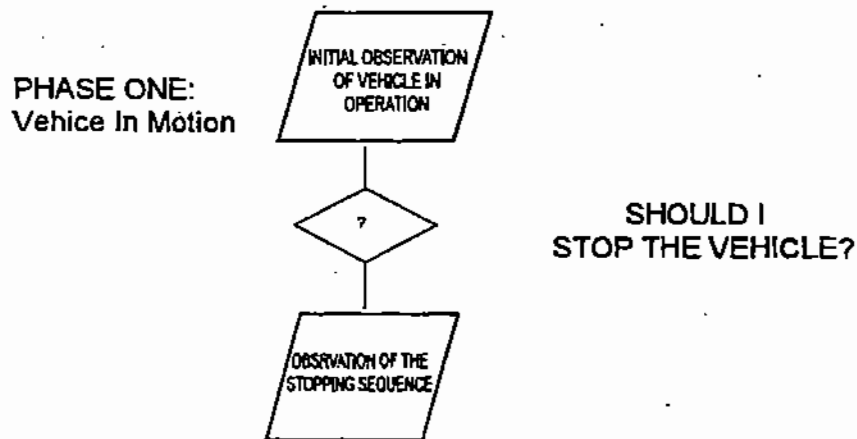 PHASE ONE:
Vehice In Motion
INITIAL OBSERVATION
OF VEHICLE IN
OPERATION
?
SHOULD I
STOP THE VEHICLE?
OBSRVATION OF THE
STOPPING SEQUENCE